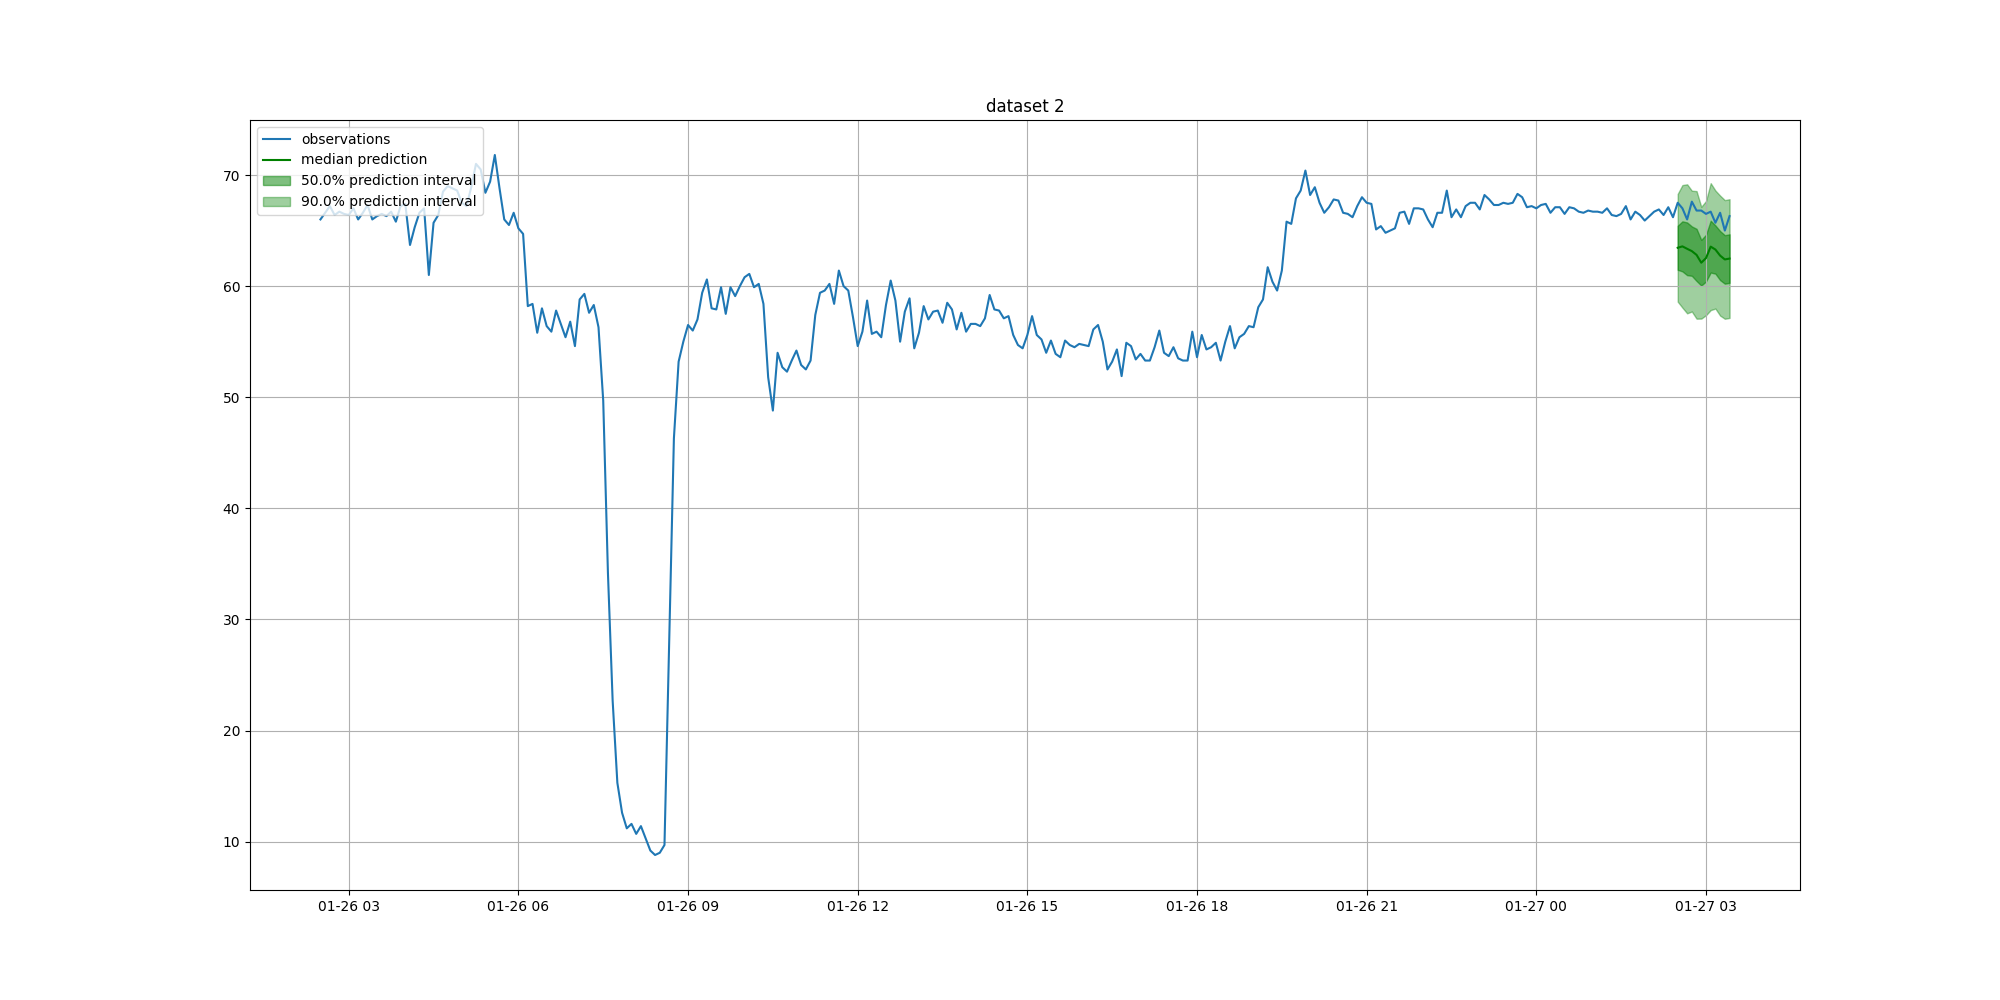 dataset 2
observations
median prediction
50.0% prediction interval
90.0% prediction interval
70
60
50
40
30
20
10
01-26 03 01-26 06 01-26 09 01-26 12 01-26 15 01-26 18 01-26 21 01-27 00 01-27 03